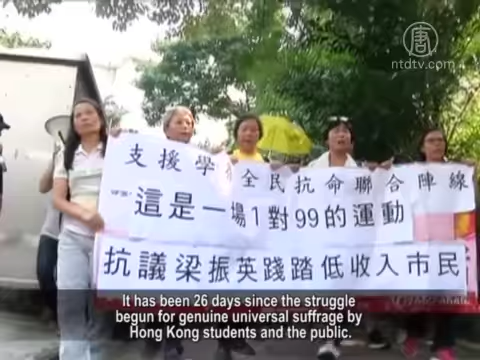 唐
ntdtv.com
支援學
全民抗命聯合陣線
這是一場1對99的運動
抗議梁振英踐踏低收入市民
It has been 26 days since the struggle
begun for genuine universal suffrage by
Hong Kong students and the public.